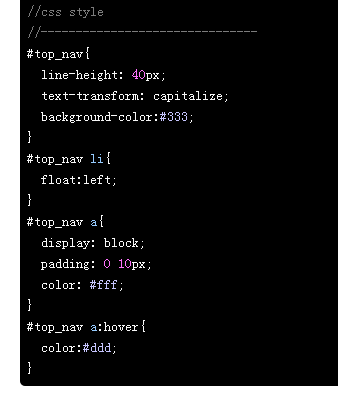 //css style
//-------------------------------
#top_nav{
  line-height: 40px;
  text-transform: capitalize;
  background-color:#333;
}
#top_nav li{
  float:left;
}
#top_nav a{
  display: block;
  padding: 0 10px;
  color: #fff;
}
#top_nav a:hover{
  color:#ddd;
}